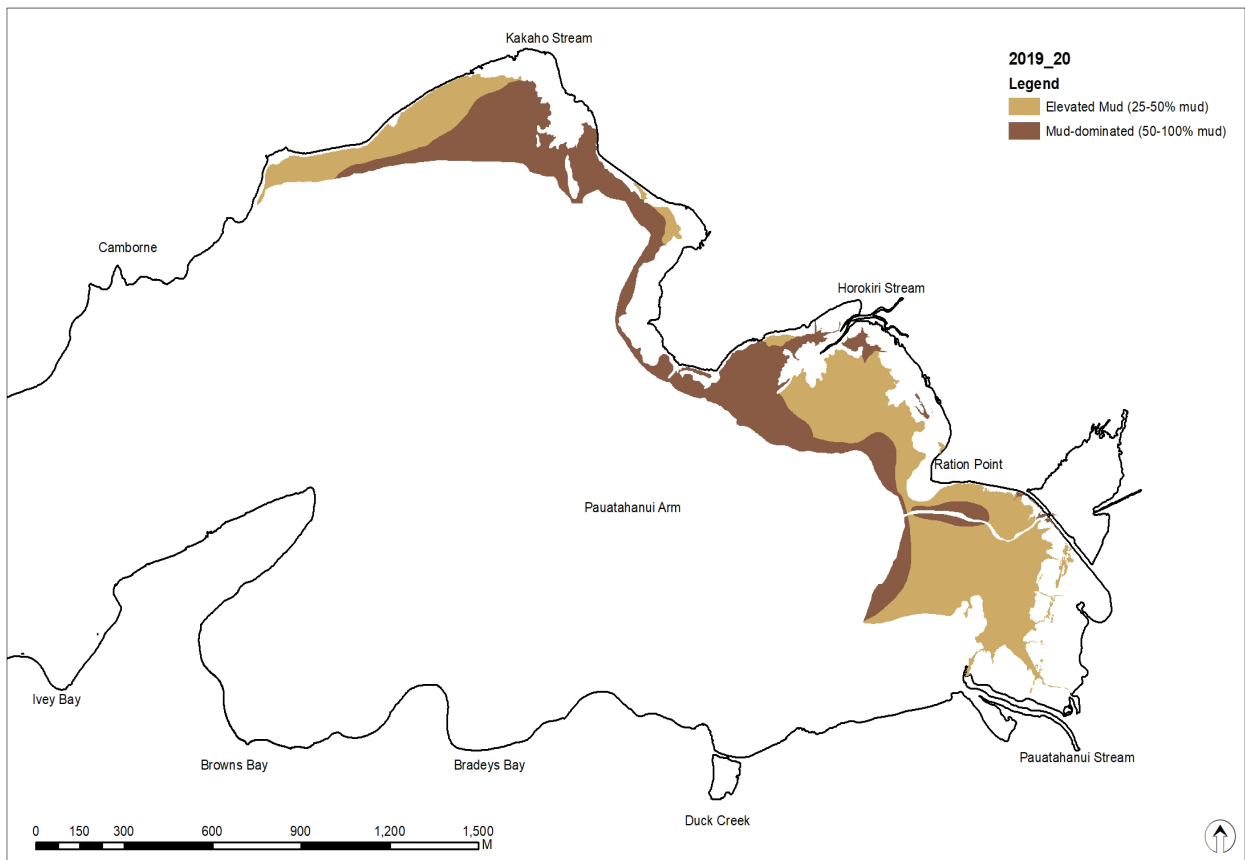 Kakaho Stream
2019_20
Legend
Elevated Mud (25-50% mud)
Mud-dominated (50-100% mud)
Camborne
Horokiri Stream
Ration Point
Pauatahanui Arm
Ivey Bay
Browns Bay
Bradeys Bay
Pauatahanui Stream
Duck Creek
0 150 300 600 900 1,200 1,500
M